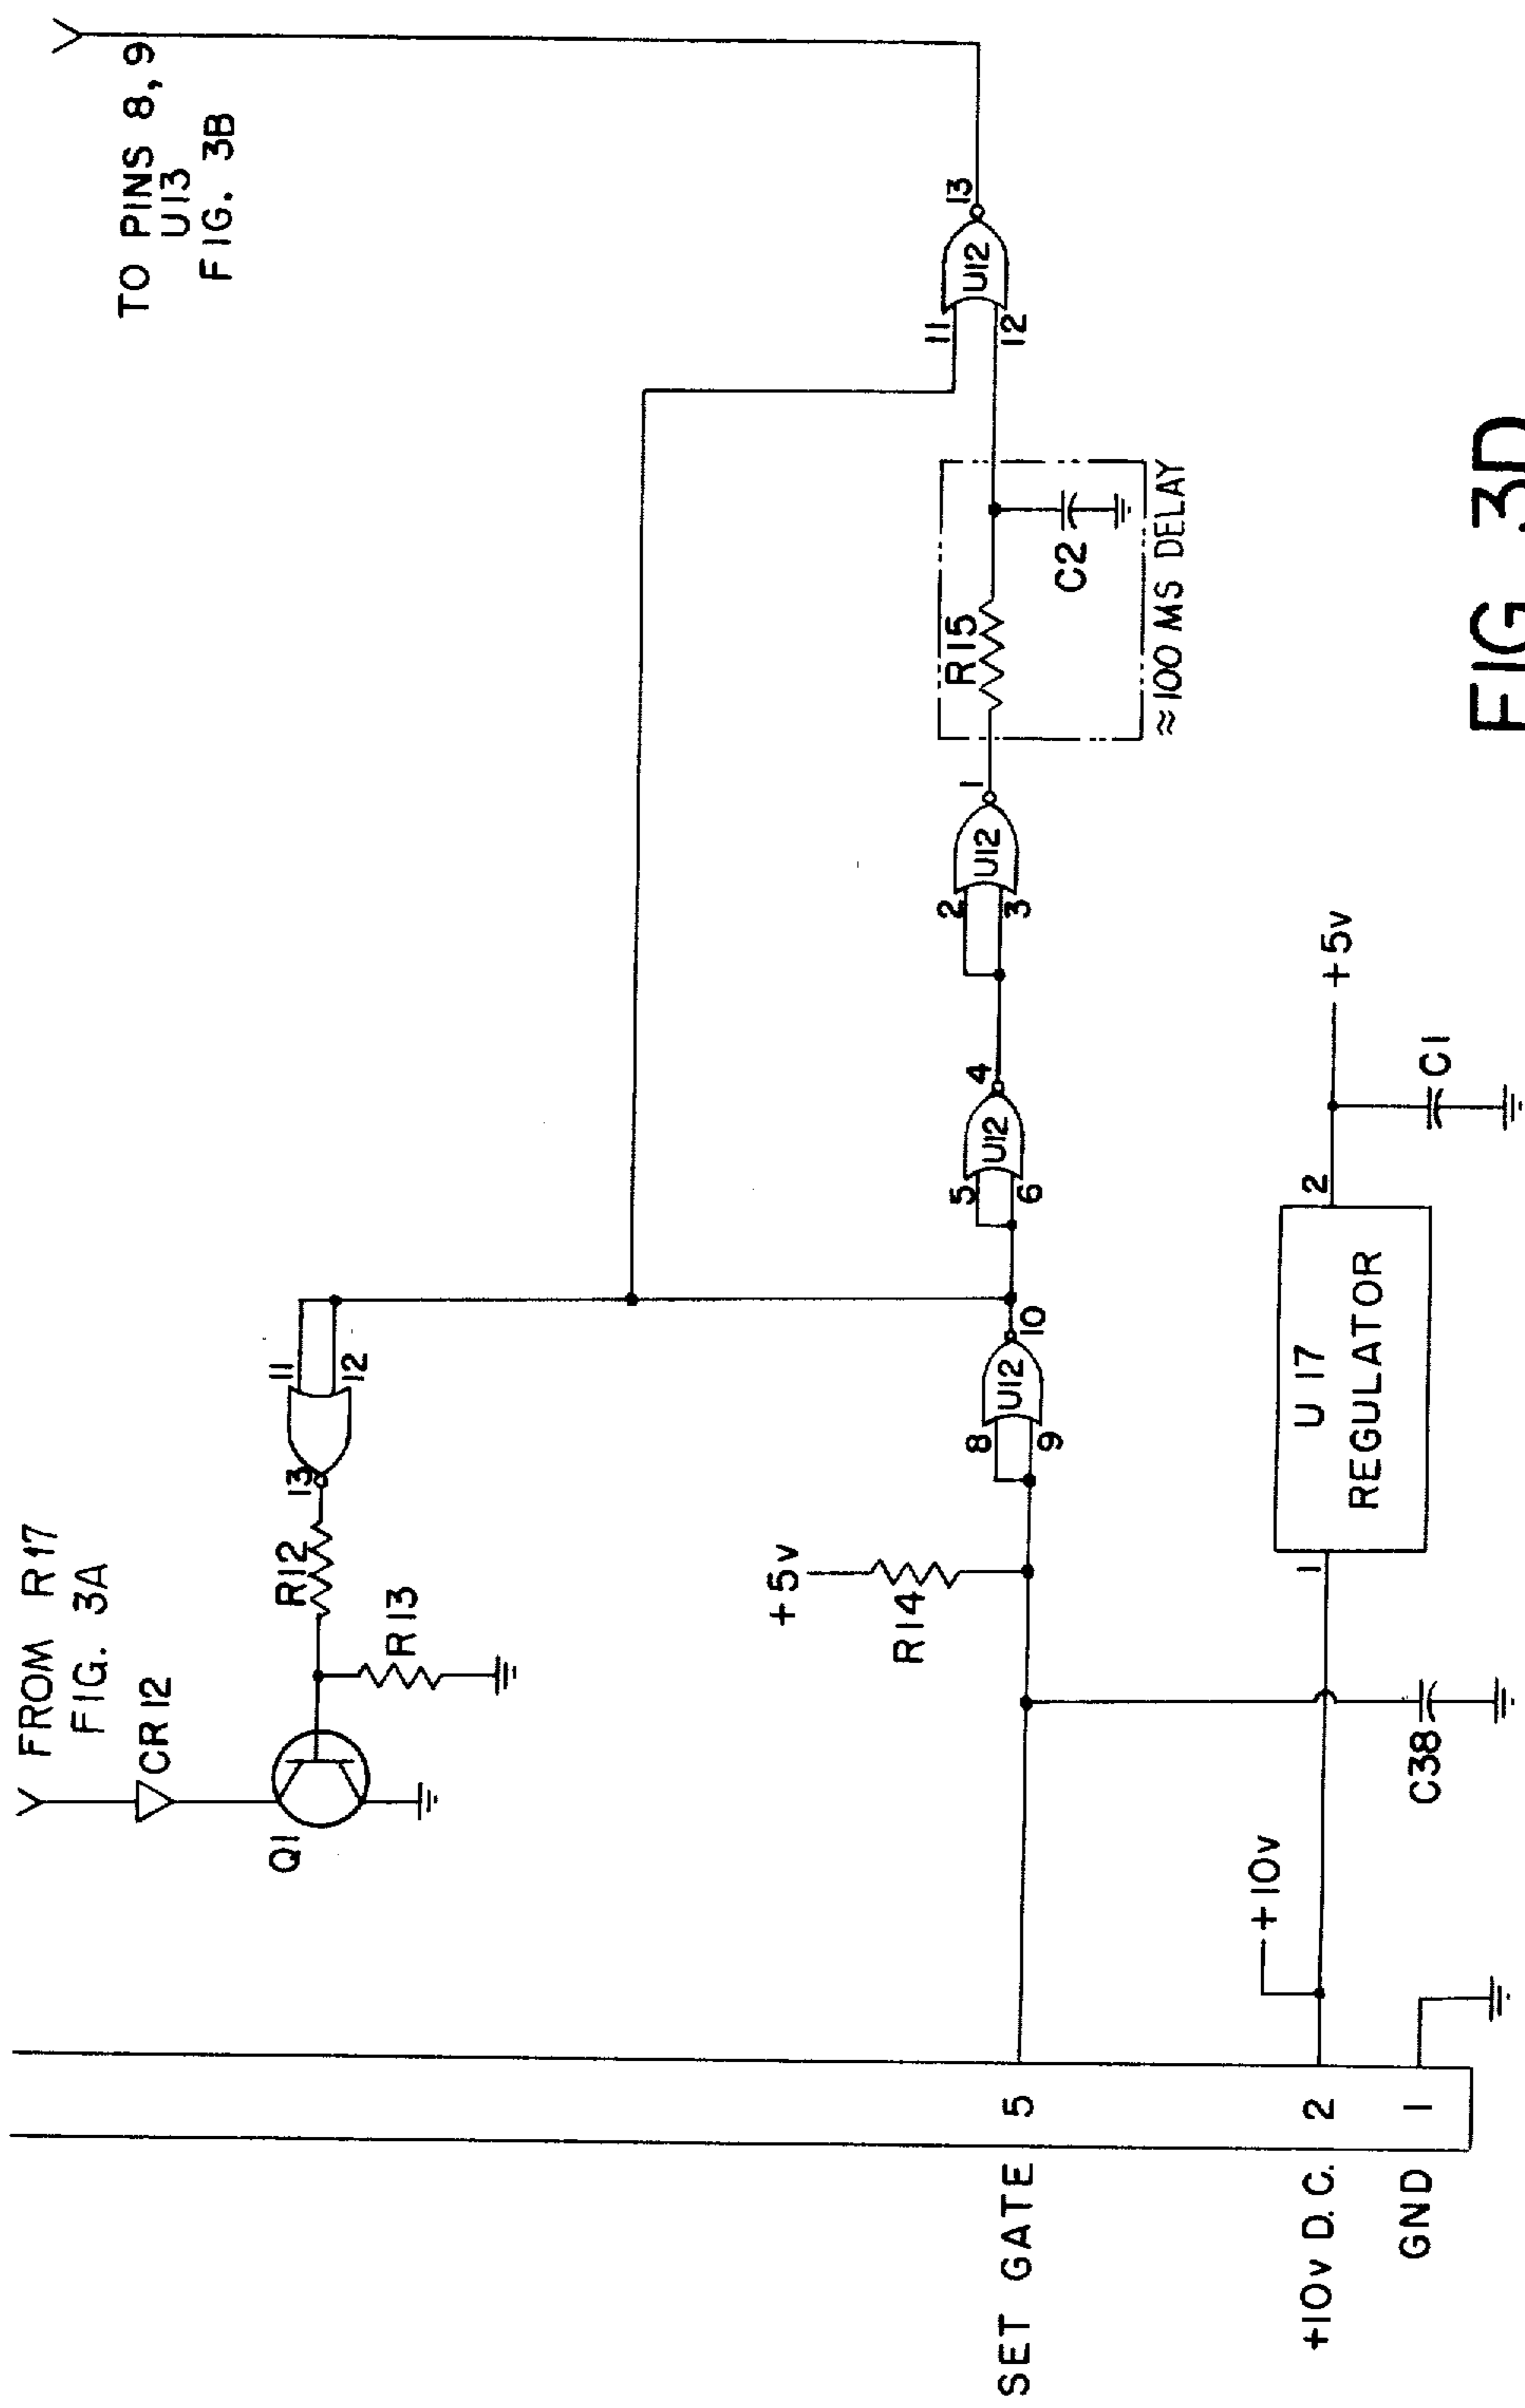 FROM R17
FIG. 3A
TO PINS 8, 9
U13
FIG. 3B
CR12
Q1
R12
R13
13
11
12
+5v
R14
8
9
U12
10
5
6
U12
4
2
3
U12
1
R15
C2
≈100 MS DELAY
11
12
U12
13
SET GATE 5
+10v
+10v D.C. 2
GND 1
C38
1
U17
REGULATOR
2
+5v
C1
FIG. 3D